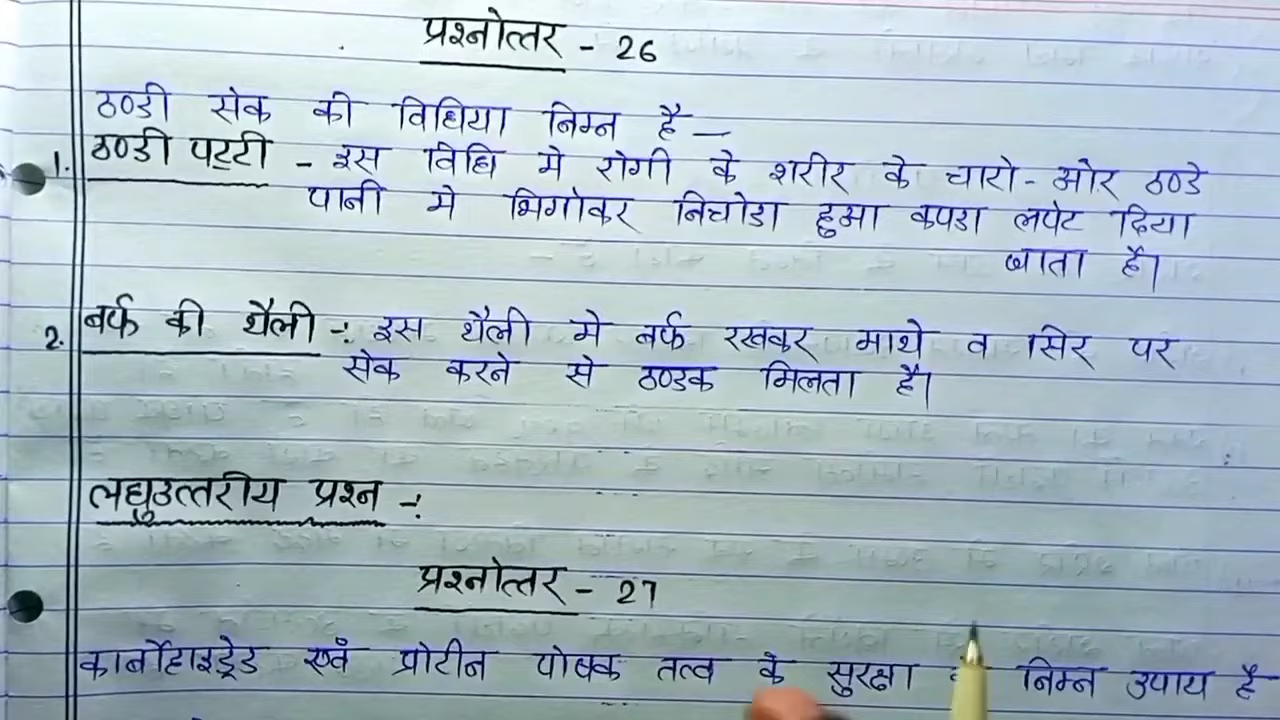 प्रश्नोत्तर - 26
ठण्डी सेक की विधिया निम्न है –
1. ठण्डी पट्टी - इस विधि मे रोगी के शरीर के चारो-ओर ठण्डे
पानी मे भिगोकर निचोडा हुआ कपडा लपेट दिया
जाता है।
2. बर्फ की थैली -: इस थैली मे बर्फ रखकर माथे व सिर पर
सेक करने से ठण्डक मिलता है।
लघुउत्तरीय प्रश्न -:
प्रश्नोत्तर - 27
कार्बोहाइड्रेड एवं प्रोटीन पोषक तत्व के सुरक्षा निम्न उपाय है